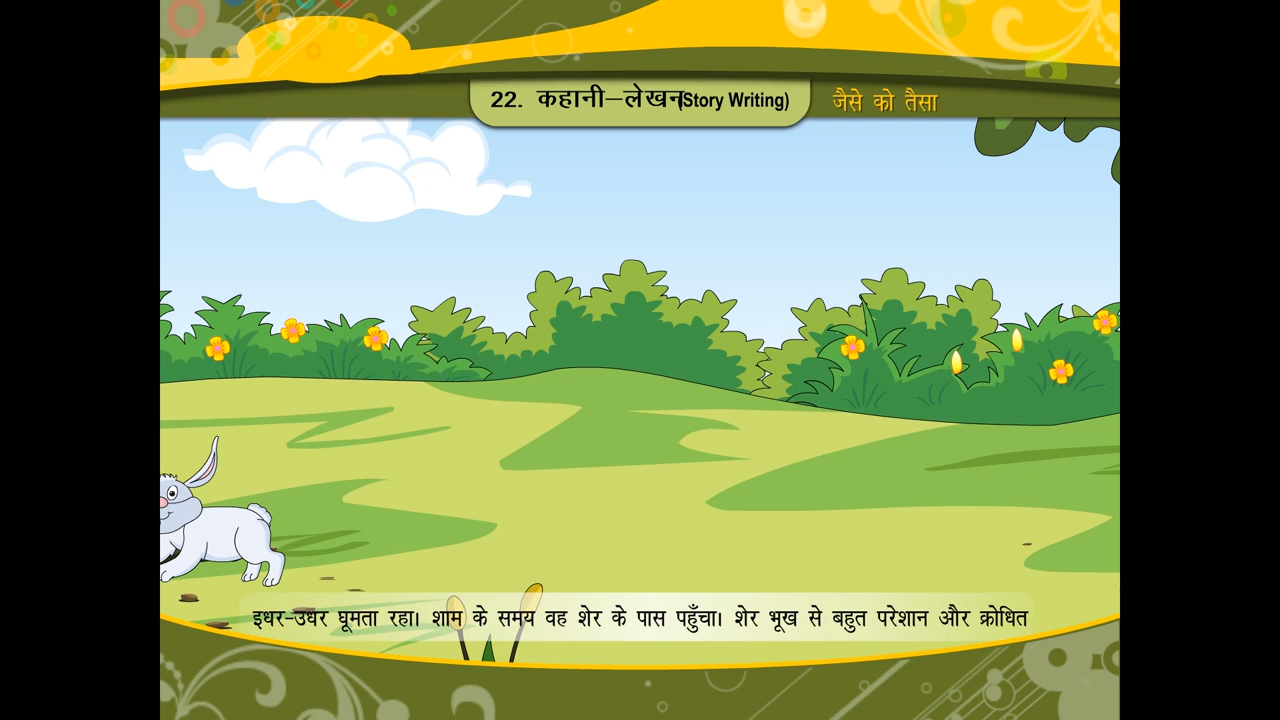 22. कहानी–लेखन(Story Writing) जैसे को तैसा
इधर-उधर घूमता रहा। शाम के समय वह शेर के पास पहुँचा। शेर भूख से बहुत परेशान और क्रोधित